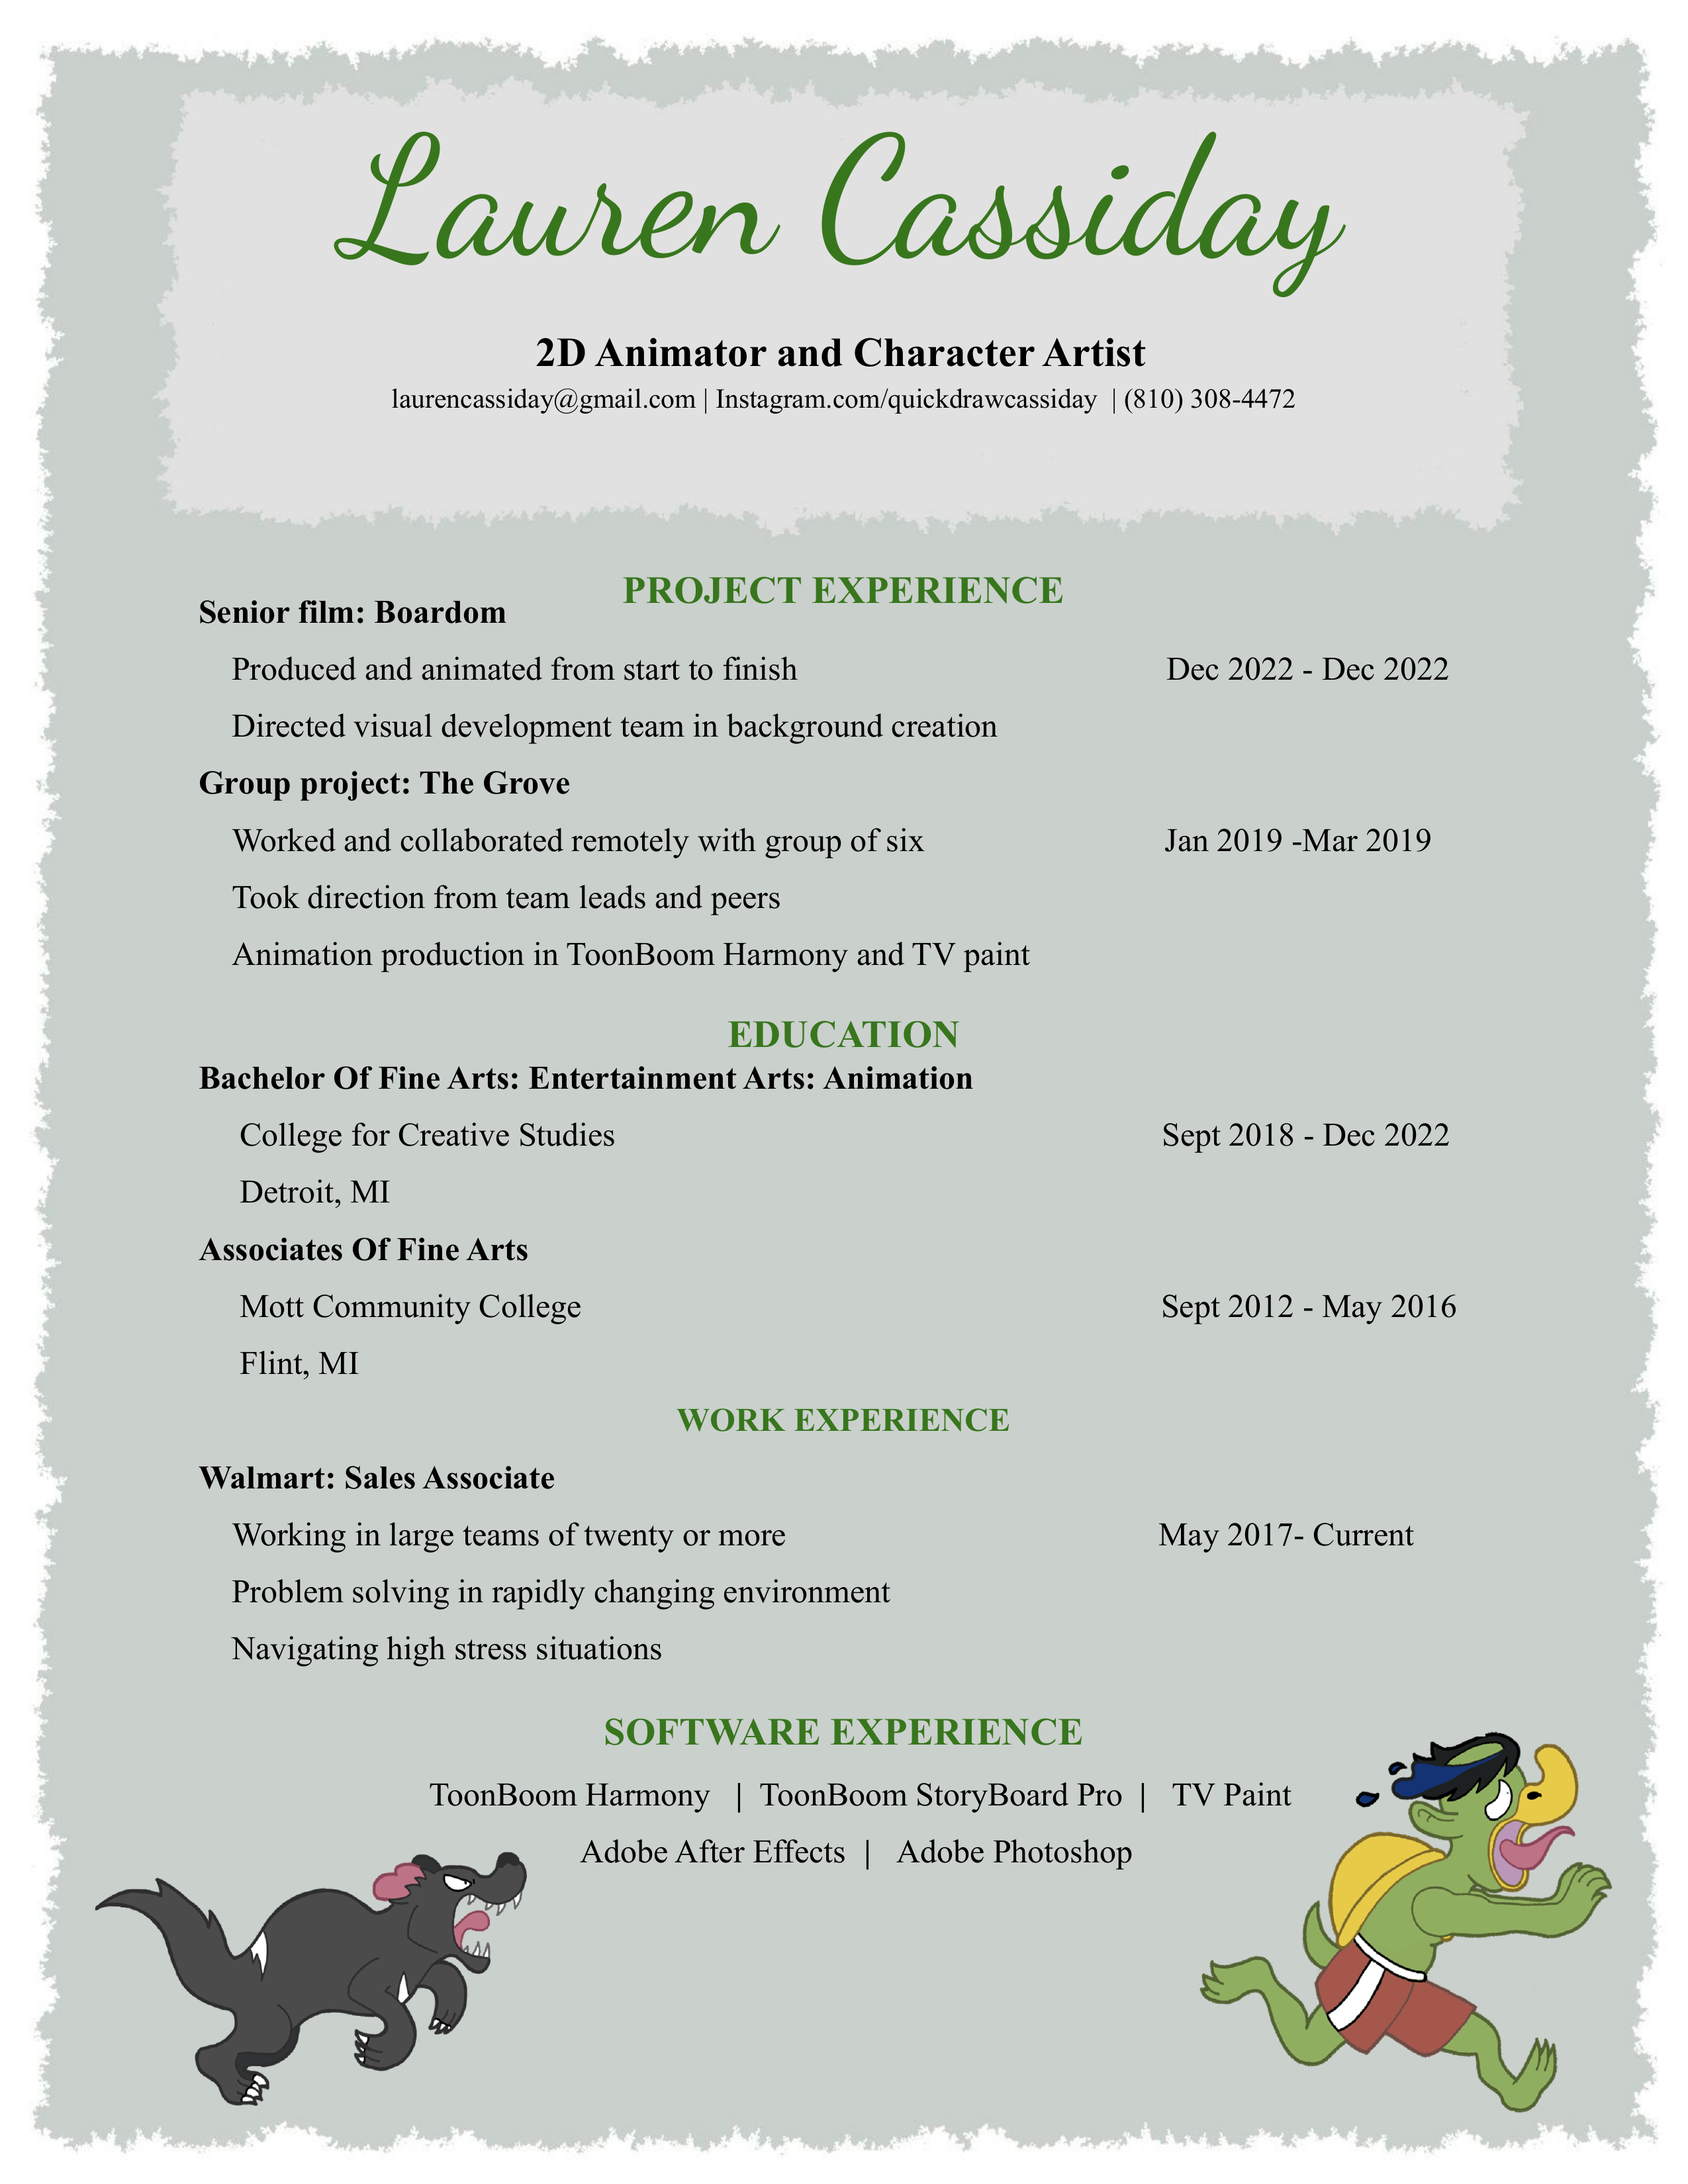 Lauren Cassiday
2D Animator and Character Artist
laurencassiday@gmail.com | Instagram.com/quickdrawcassiday | (810) 308-4472
PROJECT EXPERIENCE
Senior film: Boardom
Produced and animated from start to finish Dec 2022 - Dec 2022
Directed visual development team in background creation
Group project: The Grove
Worked and collaborated remotely with group of six Jan 2019 -Mar 2019
Took direction from team leads and peers
Animation production in ToonBoom Harmony and TV paint
EDUCATION
Bachelor Of Fine Arts: Entertainment Arts: Animation
College for Creative Studies Sept 2018 - Dec 2022
Detroit, MI
Associates Of Fine Arts
Mott Community College Sept 2012 - May 2016
Flint, MI
WORK EXPERIENCE
Walmart: Sales Associate
Working in large teams of twenty or more May 2017- Current
Problem solving in rapidly changing environment
Navigating high stress situations
SOFTWARE EXPERIENCE
ToonBoom Harmony | ToonBoom StoryBoard Pro | TV Paint
Adobe After Effects | Adobe Photoshop